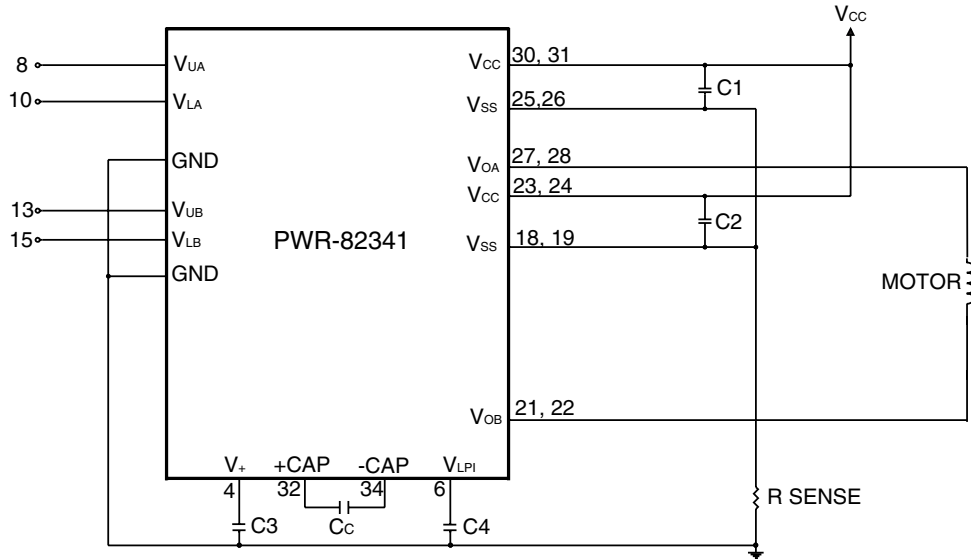 VCC
8
VUA
VCC
30, 31
10
VLA
C1
VSS
25,26
GND
VOA
27, 28
VCC
23, 24
13
VUB
C2
15
VLB
PWR-82341
VSS
18, 19
GND
MOTOR
VOB
21, 22
V+
+CAP
-CAP
VLPI
4
32
34
6
R SENSE
C3
CC
C4